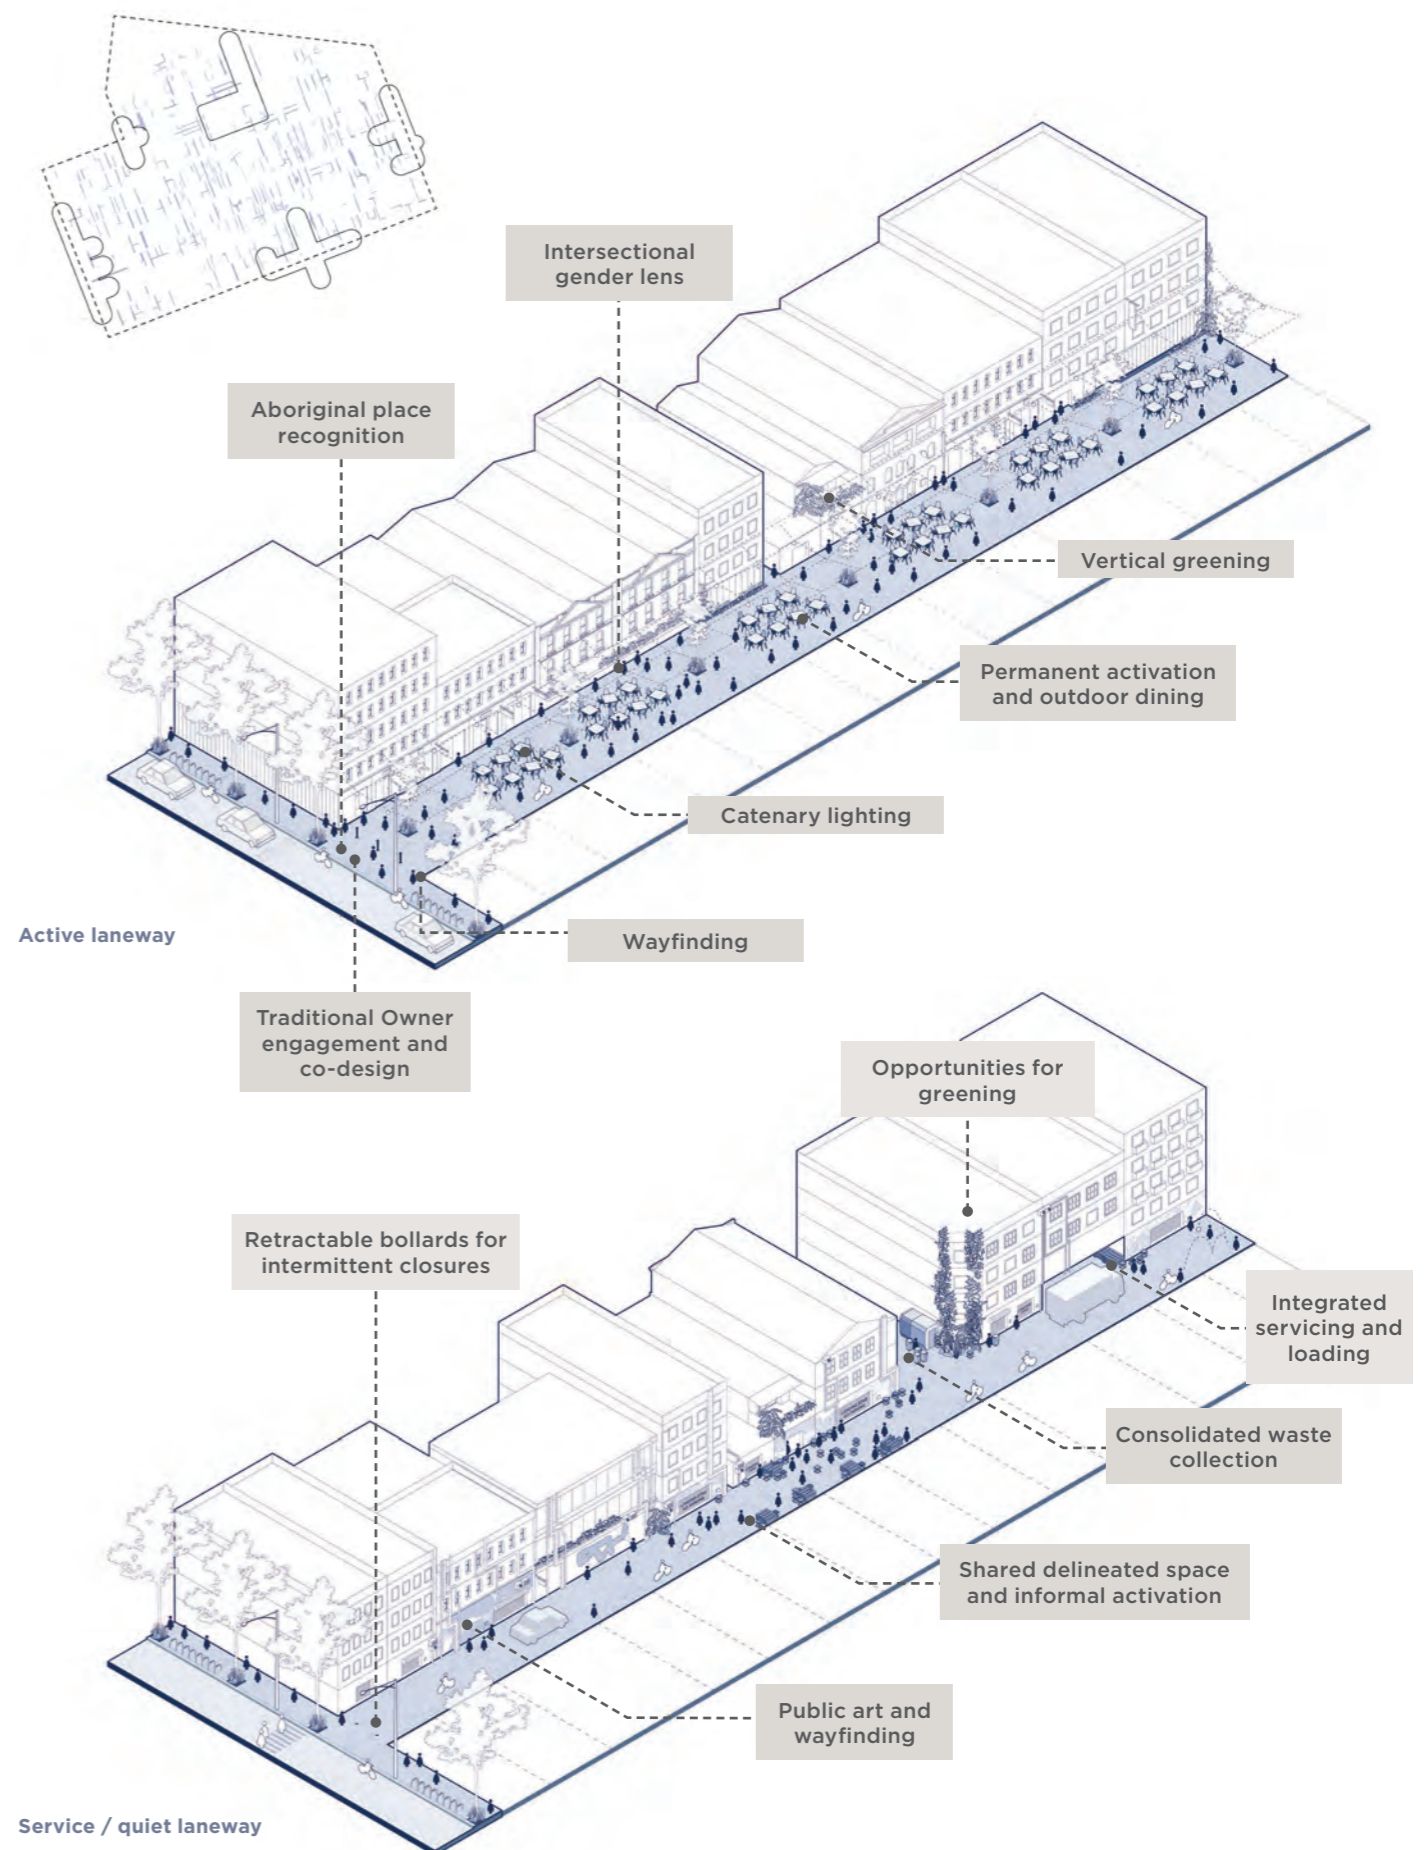 Intersectional
gender lens
Aboriginal place
recognition
Vertical greening
Permanent activation
and outdoor dining
Catenary lighting
Wayfinding
Active laneway
Traditional Owner
engagement and
co-design
Opportunities for
greening
Retractable bollards for
intermittent closures
Integrated
servicing and
loading
Consolidated waste
collection
Shared delineated space
and informal activation
Public art and
wayfinding
Service / quiet laneway